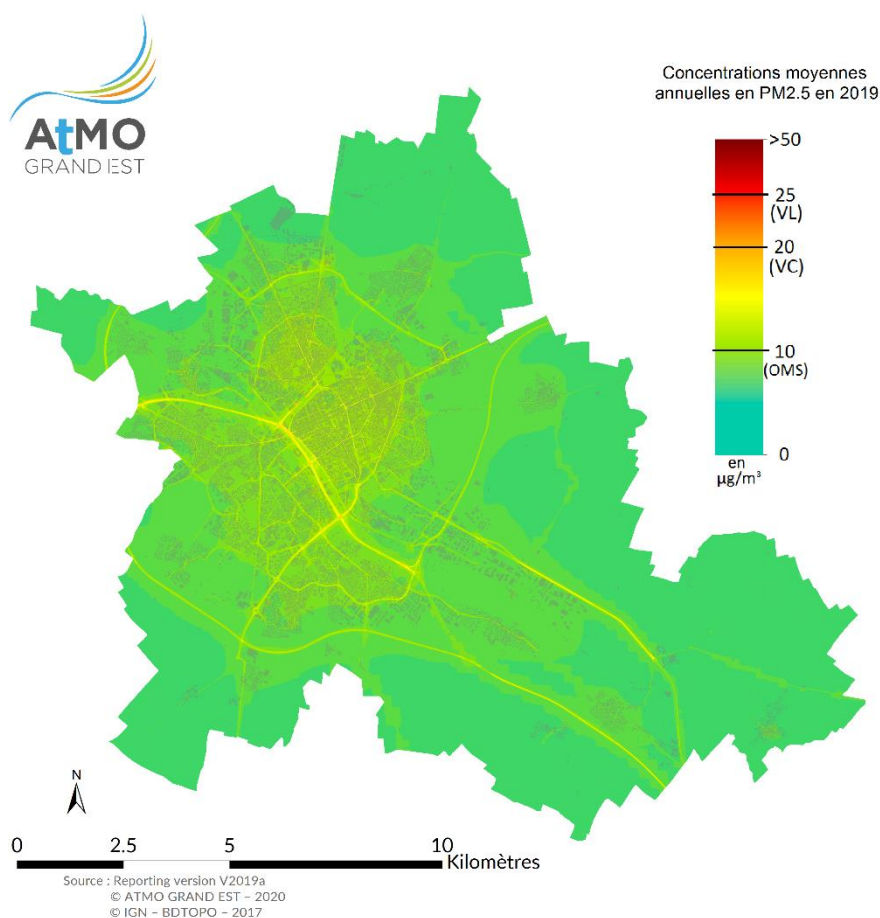 AtMO
GRAND EST
Concentrations moyennes
annuelles en PM2.5 en 2019
>50
25
(VL)
20
(VC)
10
(OMS)
0
en
µg/m³
N
0 2.5 5 10
Kilomètres
Source : Reporting version V2019a
© ATMO GRAND EST – 2020
© IGN – BDTOPO – 2017